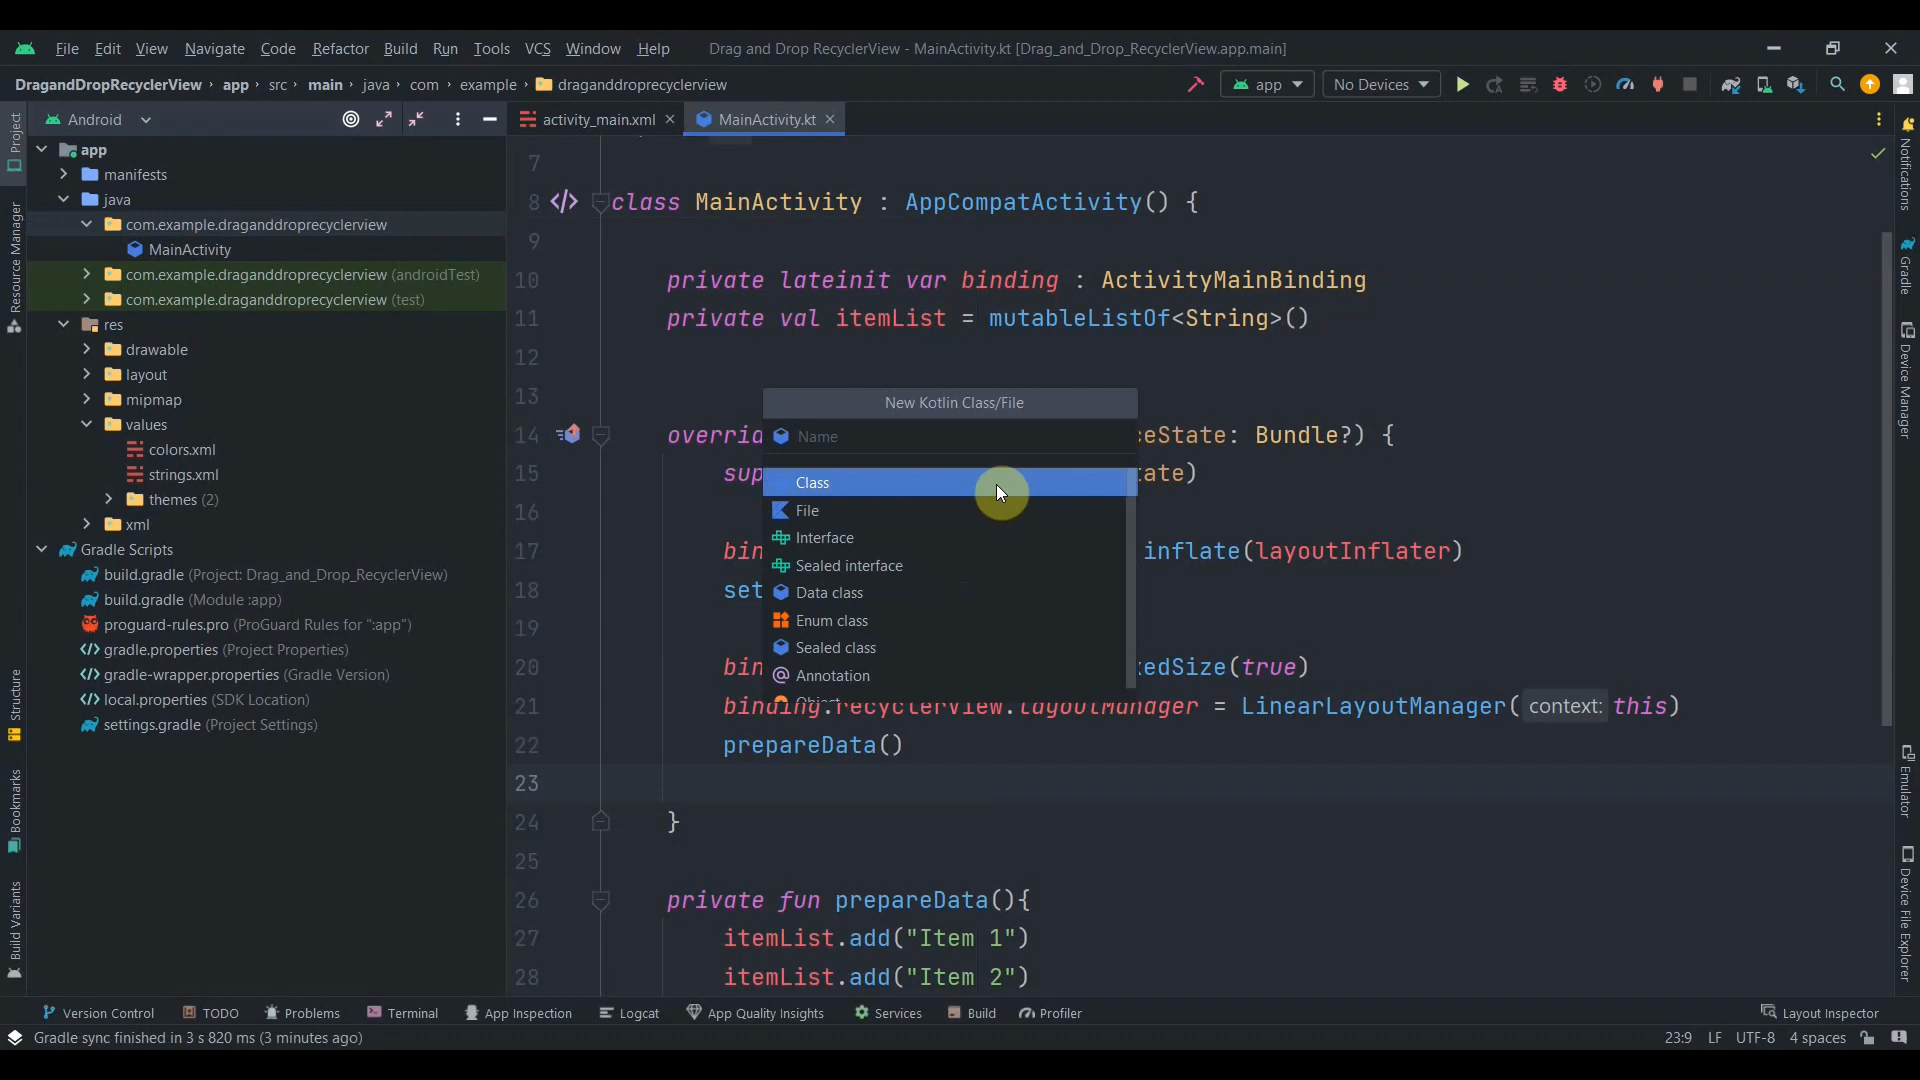 File Edit View Navigate Code Refactor Build Run Tools VCS Window Help Drag and Drop RecyclerView - MainActivity.kt [Drag_and_Drop_RecyclerView.app.main]
DragandDropRecyclerView › app › src › main › java › com › example › draganddroprecyclerview app No Devices
Android activity_main.xml MainActivity.kt
Project
Resource Manager
Structure
Bookmarks
Build Variants
app
manifests
java
com.example.draganddroprecyclerview
MainActivity
com.example.draganddroprecyclerview (androidTest)
com.example.draganddroprecyclerview (test)
res
drawable
layout
mipmap
values
colors.xml
strings.xml
themes (2)
xml
Gradle Scripts
build.gradle (Project: Drag_and_Drop_RecyclerView)
build.gradle (Module :app)
proguard-rules.pro (ProGuard Rules for ":app")
gradle.properties (Project Properties)
gradle-wrapper.properties (Gradle Version)
local.properties (SDK Location)
settings.gradle (Project Settings)
7
8 class MainActivity : AppCompatActivity() {
9
10 private lateinit var binding : ActivityMainBinding
11 private val itemList = mutableListOf<String>()
12
13
14 overrid ceState: Bundle?) {
15 sup tate)
16
17 bin inflate(layoutInflater)
18 set
19
20 bin xedSize(true)
21 binding.recyclerView.layoutManager = LinearLayoutManager( context: this)
22 prepareData()
23
24 }
25
26 private fun prepareData(){
27 itemList.add("Item 1")
28 itemList.add("Item 2")
New Kotlin Class/File
Name
Class
File
Interface
Sealed interface
Data class
Enum class
Sealed class
Annotation
Object
Notifications
Gradle
Device Manager
Emulator
Device File Explorer
Version Control TODO Problems Terminal App Inspection Logcat App Quality Insights Services Build Profiler Layout Inspector
Gradle sync finished in 3 s 820 ms (3 minutes ago) 23:9 LF UTF-8 4 spaces